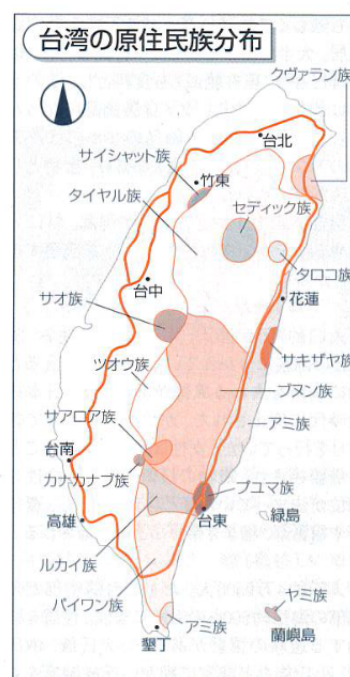 台湾の原住民族分布
クヴァラン族
台北
サイシャット族
竹東
タイヤル族
セディック族
タロコ族
台中
花蓮
サオ族
サキザヤ族
ツオウ族
ブヌン族
アミ族
サアロア族
台南
カナカナブ族
プユマ族
高雄
台東
緑島
ルカイ族
パイワン族
ヤミ族
アミ族
蘭嶼島
墾丁